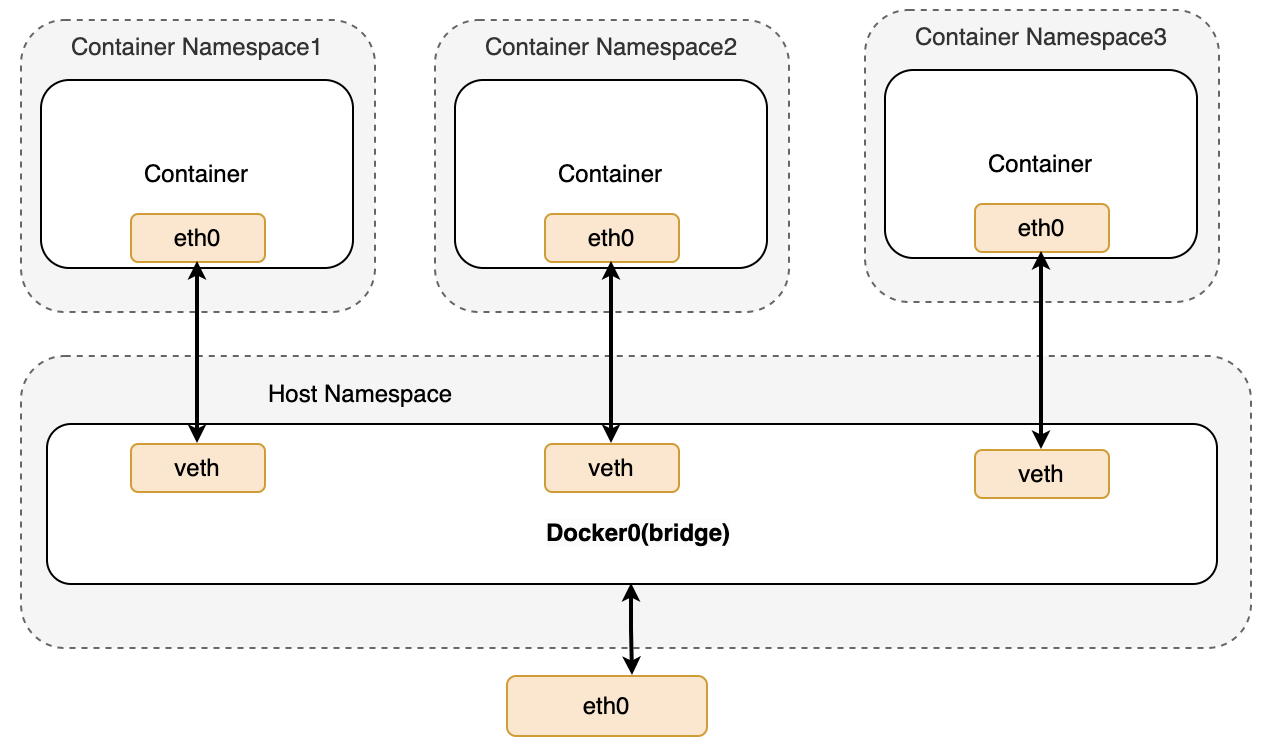 Container Namespace1
Container Namespace2
Container Namespace3
Container
Container
Container
eth0
eth0
eth0
Host Namespace
veth
veth
veth
Docker0(bridge)
eth0